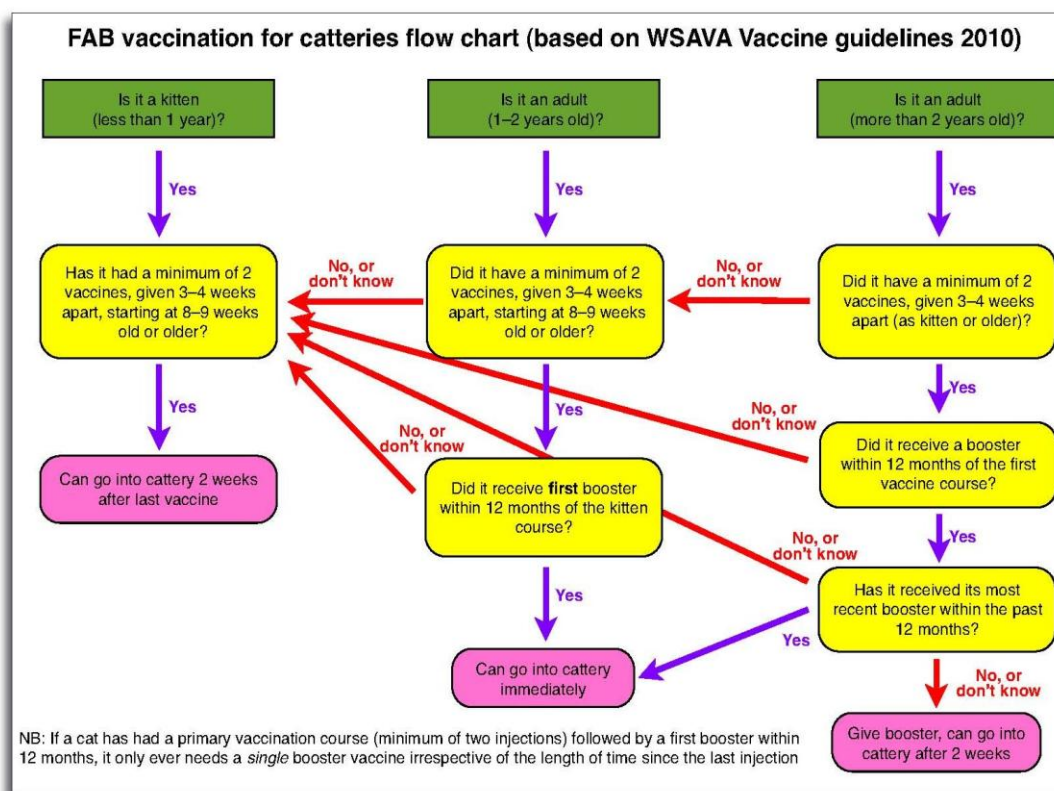 FAB vaccination for catteries flow chart (based on WSAVA Vaccine guidelines 2010)
Is it a kitten
(less than 1 year)?
Is it an adult
(1–2 years old)?
Is it an adult
(more than 2 years old)?
Yes
Yes
Yes
Has it had a minimum of 2
vaccines, given 3–4 weeks
apart, starting at 8–9 weeks
old or older?
No, or
don't know
Did it have a minimum of 2
vaccines, given 3–4 weeks
apart, starting at 8–9 weeks
old or older?
No, or
don't know
Did it have a minimum of 2
vaccines, given 3–4 weeks
apart (as kitten or older)?
Yes
Yes
Yes
No, or
don't know
No, or
don't know
Can go into cattery 2 weeks
after last vaccine
Did it receive first booster
within 12 months of the kitten
course?
Did it receive a booster
within 12 months of the first
vaccine course?
No, or
don't know
Yes
Yes
Has it received its most
recent booster within the past
12 months?
Yes
Can go into cattery
immediately
No, or
don't know
Give booster, can go into
cattery after 2 weeks
NB: If a cat has had a primary vaccination course (minimum of two injections) followed by a first booster within
12 months, it only ever needs a single booster vaccine irrespective of the length of time since the last injection